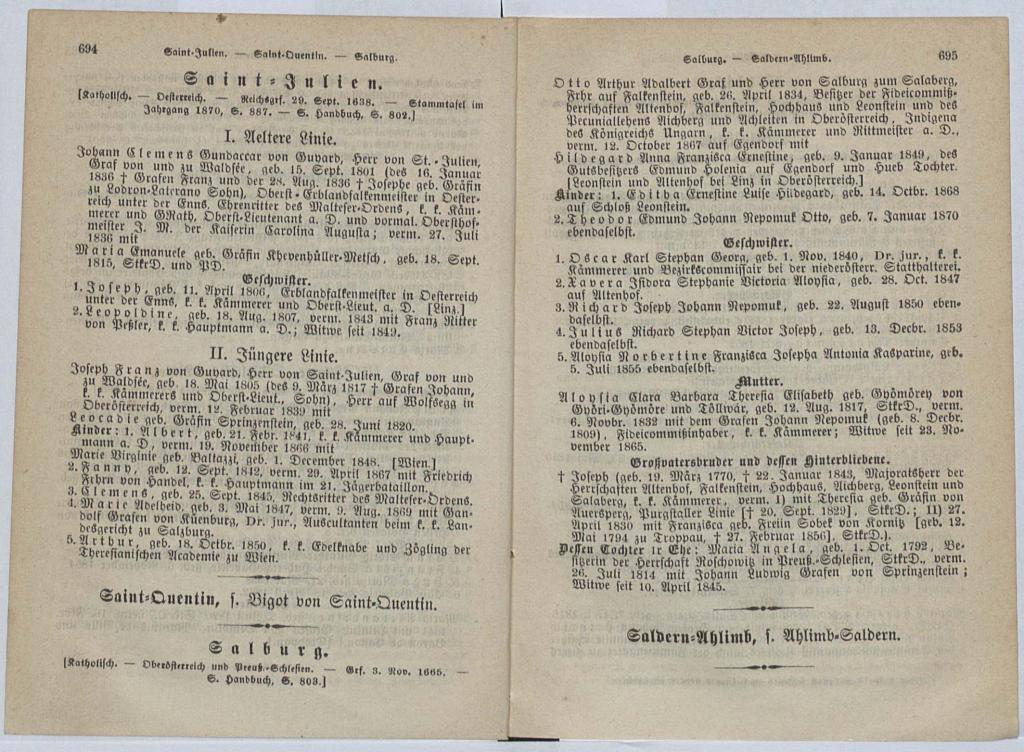 694
Saint-Julien. — Saint-Quentin. — Salburg.
Saint-Julien.
[Katholisch. — Oesterreich. — Reichsgrf. 29. Sept. 1638. — Stammtafel im
Jahrgang 1870, S. 887. — S. Handbuch, S. 802.]
I. Aeltere Linie.
Johann Clemens Gundaccar von Guyard, Herr von St.-Julien,
Graf von und zu Waldsée, geb. 15. Sept. 1801 (des 16. Januar
1836 † Grafen Franz und der 28. Aug. 1836 † Josephe geb. Gräfin
zu Lodron-Laterano Sohn), Oberst-Erblandfalkenmeister in Oester-
reich unter der Enns, Ehrenritter des Malteser-Ordens, k. k. Käm-
merer und GRath, Oberst-Lieutenant a. D. und vormal. Obersthof-
meister J. M. der Kaiserin Carolina Augusta; verm. 27. Juli
1836 mit
Maria Emanuele geb. Gräfin Khevenhüller-Metsch, geb. 18. Sept.
1815, StkrD. und PD.
Geschwister.
1. Joseph, geb. 11. April 1806, Erblandfalkenmeister in Oesterreich
unter der Enns, k. k. Kämmerer und Oberst-Lieut. a. D. [Linz.]
2. Leopoldine, geb. 18. Aug. 1807, verm. 1843 mit Franz Ritter
von Peßler, k. k. Hauptmann a. D.; Witwe seit 1849.
II. Jüngere Linie.
Joseph Franz von Guyard, Herr von Saint-Julien, Graf von und
zu Waldsée, geb. 18. Mai 1805 (des 9. März 1817 † Grafen Johann,
k. k. Kämmerers und Oberst-Lieut., Sohn), Herr auf Wolfsegg in
Oberösterreich, verm. 12. Februar 1839 mit
Leocadie geb. Gräfin Sprinzenstein, geb. 28. Juni 1820.
Kinder: 1. Albert, geb. 21. Febr. 1841, k. k. Kämmerer und Haupt-
mann a. D., verm. 19. November 1866 mit
Marie Virginie geb. Baltazzi, geb. 1. December 1848. [Wien.]
2. Fanny, geb. 12. Sept. 1842, verm. 29. April 1867 mit Friedrich
Frhrn von Handel, k. k. Hauptmann im 21. Jägerbataillon.
3. Clemens, geb. 25. Sept. 1845, Rechtsritter des Malteser-Ordens.
4. Marie Adelheid, geb. 3. Mai 1847, verm. 9. Aug. 1869 mit Gan-
dolf Grafen von Küenburg, Dr. jur., Auscultanten beim k. k. Lan-
desgericht zu Salzburg.
5. Arthur, geb. 18. Octbr. 1850, k. k. Edelknabe und Zögling der
Theresianischen Academie zu Wien.
Saint-Quentin, s. Bigot von Saint-Quentin.
Salburg.
[Katholisch. — Oberösterreich und Preuß.-Schlesien. — Grf. 3. Nov. 1665. —
S. Handbuch, S. 803.]
Salburg. — Saldern-Ahlimb.
695
Otto Arthur Adalbert Graf und Herr von Salburg zum Salaberg,
Frhr auf Falkenstein, geb. 26. April 1834, Besitzer der Fideicommiß-
herrschaften Altenhof, Falkenstein, Hochhaus und Leonstein und des
Pecuniallehens Aichberg und Achleiten in Oberösterreich, Indigena
des Königreichs Ungarn, k. k. Kämmerer und Rittmeister a. D.,
verm. 12. October 1867 auf Egendorf mit
Hildegard Anna Franzisca Ernestine, geb. 9. Januar 1849, des
Gutsbesitzers Edmund Holenia auf Egendorf und Hueb Tochter.
[Leonstein und Altenhof bei Linz in Oberösterreich.]
Kinder: 1. Editha Ernestine Luise Hildegard, geb. 14. Octbr. 1868
auf Schloß Leonstein.
2. Theodor Edmund Johann Nepomuk Otto, geb. 7. Januar 1870
ebendaselbst.
Geschwister.
1. Oscar Karl Stephan Georg, geb. 1. Nov. 1840, Dr. jur., k. k.
Kämmerer und Bezirkscommissair bei der niederösterr. Statthalterei.
2. Xavera Isidora Stephanie Victoria Aloysia, geb. 28. Oct. 1847
auf Altenhof.
3. Richard Joseph Johann Nepomuk, geb. 22. August 1850 eben-
daselbst.
4. Julius Richard Stephan Victor Joseph, geb. 13. Decbr. 1853
ebendaselbst.
5. Aloysia Norbertine Franzisca Josepha Antonia Kasparine, geb.
5. Juli 1855 ebendaselbst.
Mutter.
Aloysia Clara Barbara Theresia Elisabeth geb. Gyömörey von
Györi-Gyömöre und Töllvár, geb. 12. Aug. 1817, StkrD., verm.
6. Novbr. 1832 mit dem Grafen Johann Nepomuk (geb. 8. Decbr.
1809), Fideicommißinhaber, k. k. Kämmerer; Witwe seit 23. No-
vember 1865.
Großvatersbruder und dessen Hinterbliebene.
† Joseph (geb. 19. März 1770, † 22. Januar 1843, Majoratsherr der
Herrschaften Altenhof, Falkenstein, Hochhaus, Aichberg, Leonstein und
Salaberg, k. k. Kämmerer, verm. I) mit Theresia geb. Gräfin von
Auersperg, Purgstaller Linie [† 20. Sept. 1829], StkrD.; II) 27.
April 1830 mit Franzisca geb. Freiin Sobek von Kornitz [geb. 12.
Mai 1794 zu Troppau, † 27. Februar 1856], StkrD.).
Dessen Tochter 1r Ehe: Maria Angela, geb. 1. Oct. 1792, Be-
sitzerin der Herrschaft Roschowitz in Preuß.-Schlesien, StkrD., verm.
26. Juli 1814 mit Johann Ludwig Grafen von Sprinzenstein;
Witwe seit 10. April 1845.
Saldern-Ahlimb, s. Ahlimb-Saldern.